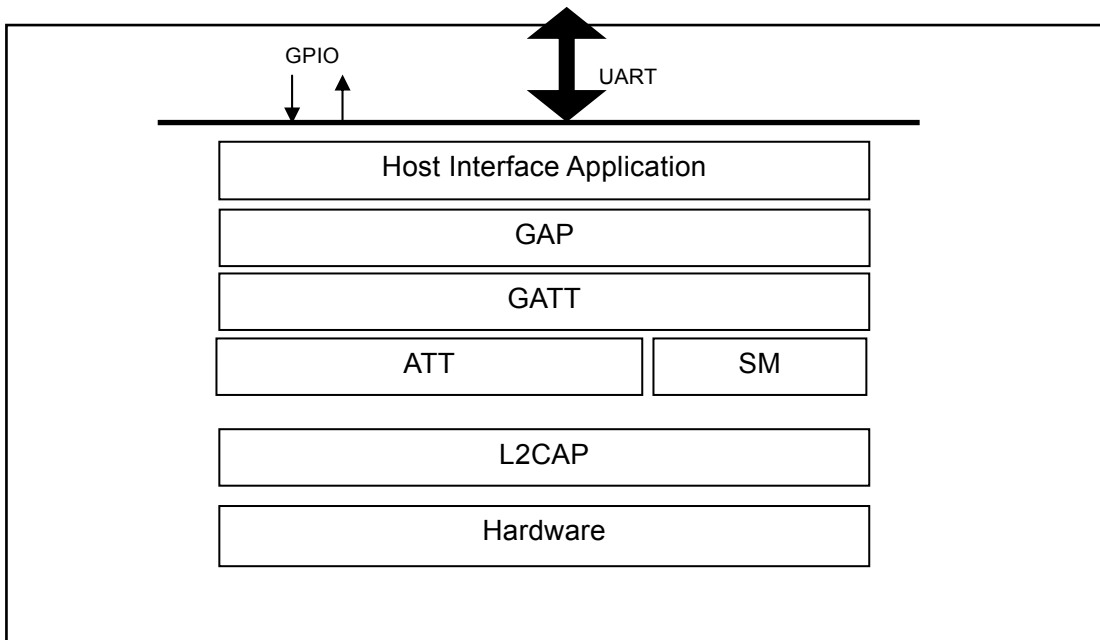 GPIO
UART
Host Interface Application
GAP
GATT
ATT
SM
L2CAP
Hardware